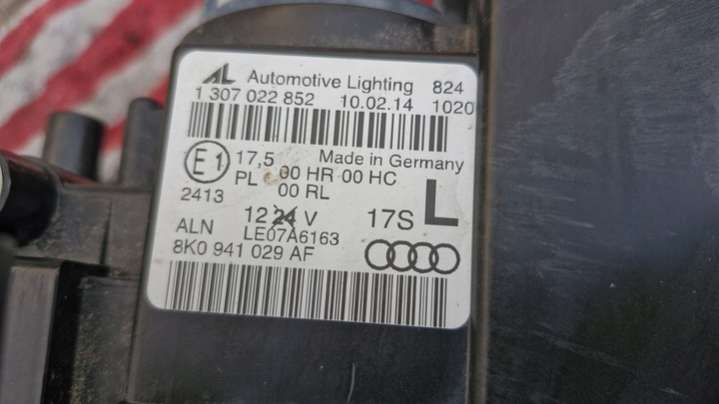 AL Automotive Lighting 824
1 307 022 852 10.02.14 1020
E1 17,5 Made in Germany
PL 00 HR 00 HC
2413 00 RL
12 24 V 17S L
ALN LE07A6163
8K0 941 029 AF